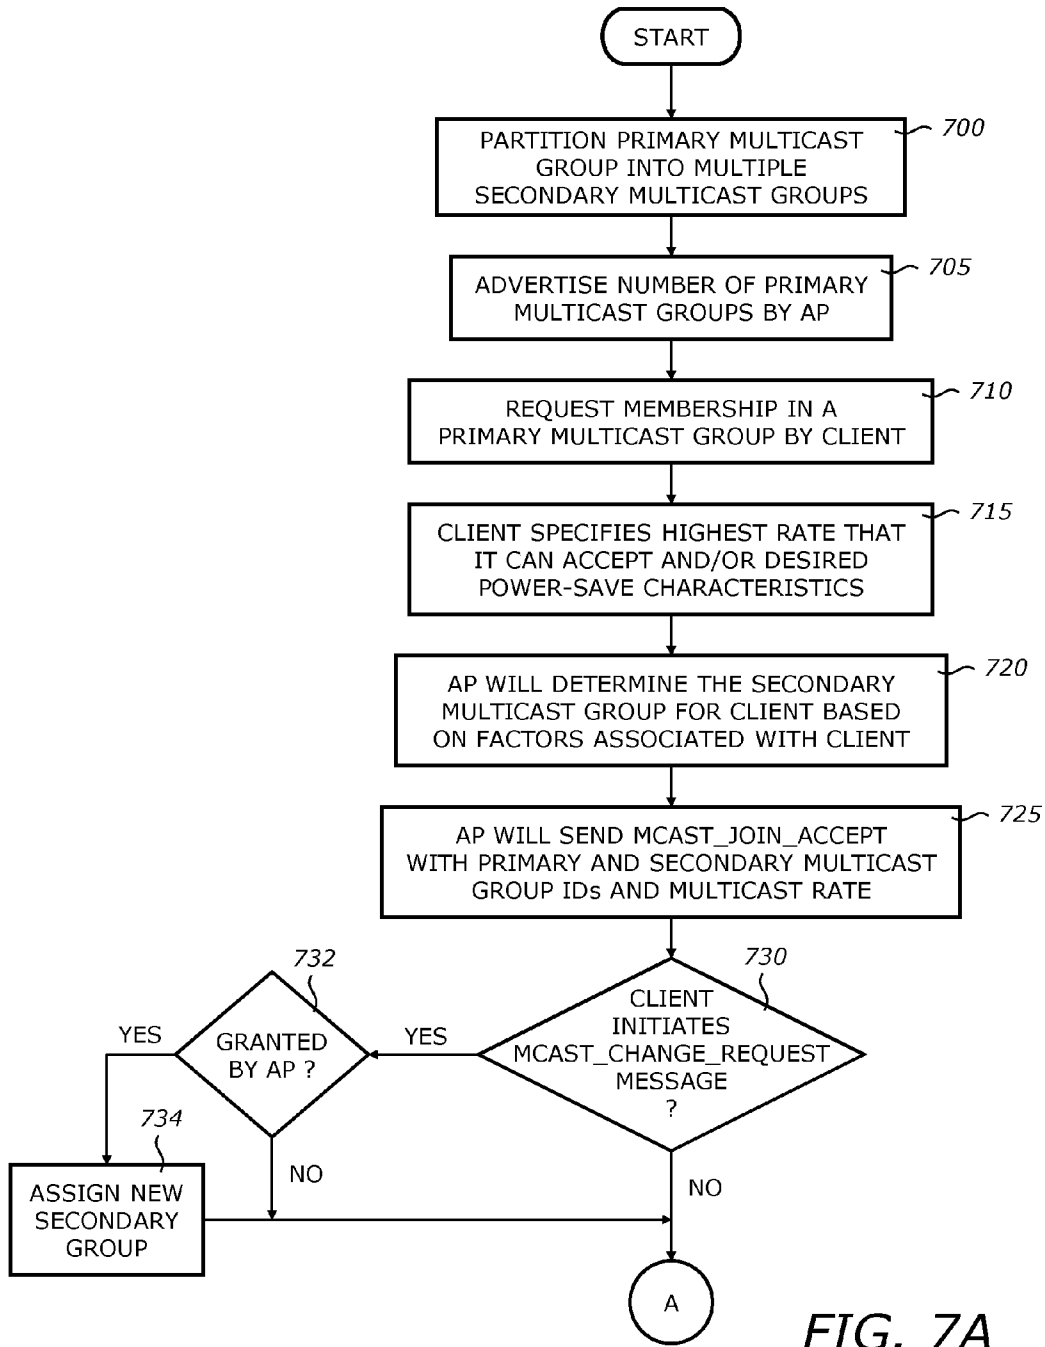 START
700
PARTITION PRIMARY MULTICAST
GROUP INTO MULTIPLE
SECONDARY MULTICAST GROUPS
705
ADVERTISE NUMBER OF PRIMARY
MULTICAST GROUPS BY AP
710
REQUEST MEMBERSHIP IN A
PRIMARY MULTICAST GROUP BY CLIENT
715
CLIENT SPECIFIES HIGHEST RATE THAT
IT CAN ACCEPT AND/OR DESIRED
POWER-SAVE CHARACTERISTICS
720
AP WILL DETERMINE THE SECONDARY
MULTICAST GROUP FOR CLIENT BASED
ON FACTORS ASSOCIATED WITH CLIENT
725
AP WILL SEND MCAST_JOIN_ACCEPT
WITH PRIMARY AND SECONDARY MULTICAST
GROUP IDs AND MULTICAST RATE
730
CLIENT
INITIATES
MCAST_CHANGE_REQUEST
MESSAGE
?
YES
732
GRANTED
BY AP ?
YES
NO
734
ASSIGN NEW
SECONDARY
GROUP
NO
A
FIG. 7A